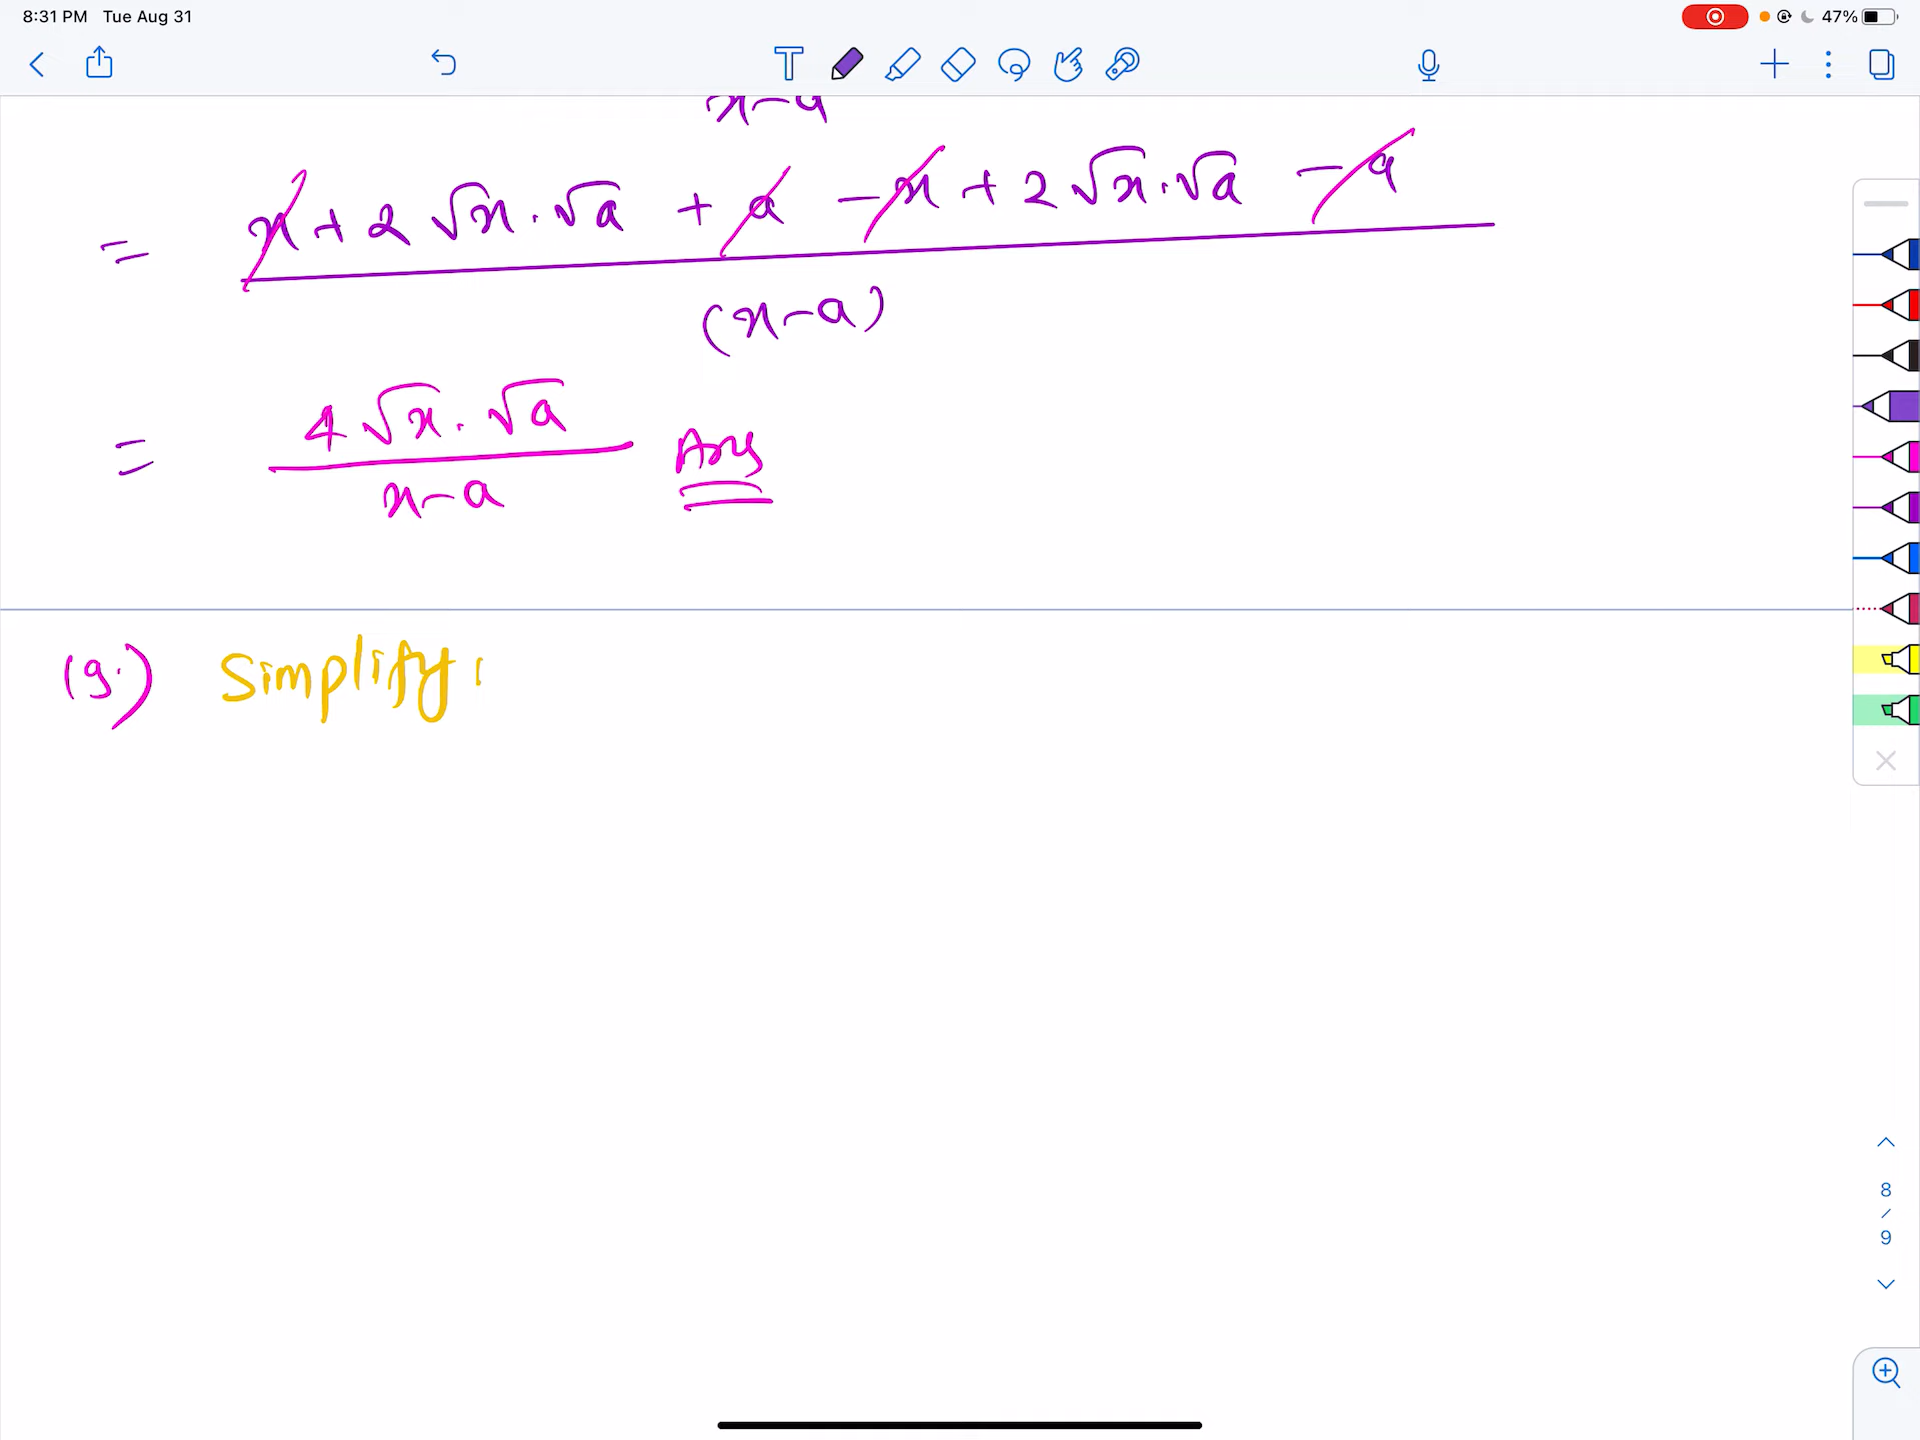 8:31 PM Tue Aug 31
47%
T
x-a
= x + 2 √x . √a + a - x + 2 √x . √a - a
(x-a)
= 4 √x . √a
x-a
Ans
(9.) Simplify:
8
/
9